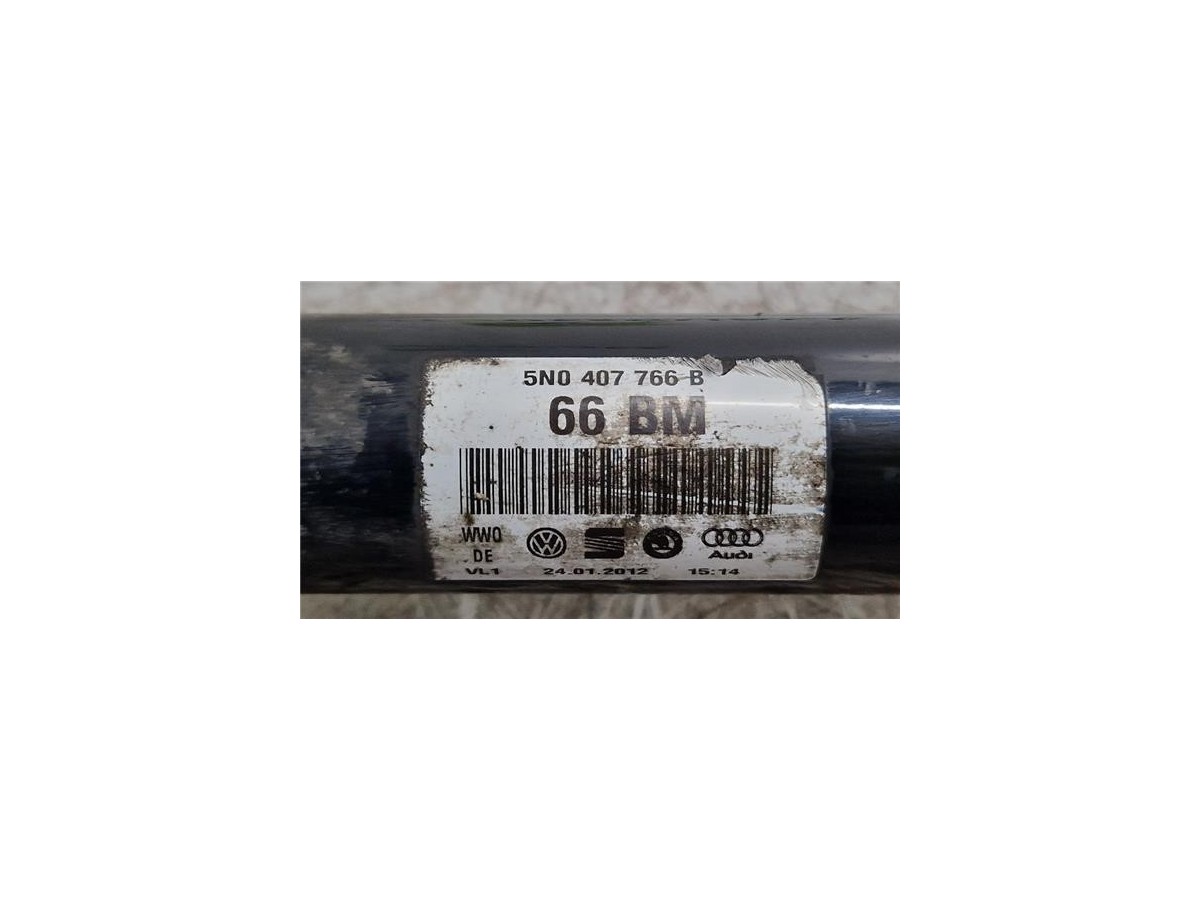 5N0 407 766 B
66 BM
WWO
DE
Audi
VL1 24.01.2012 15:14